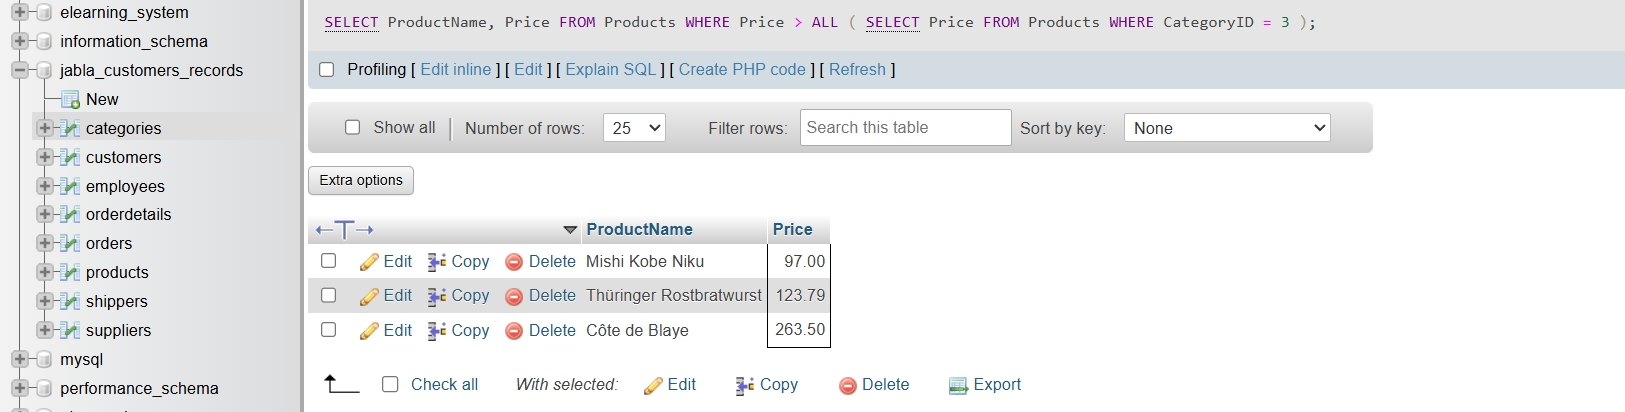 elearning_system
information_schema
jabla_customers_records
New
categories
customers
employees
orderdetails
orders
products
shippers
suppliers
mysql
performance_schema
SELECT ProductName, Price FROM Products WHERE Price > ALL ( SELECT Price FROM Products WHERE CategoryID = 3 );
Profiling [ Edit inline ] [ Edit ] [ Explain SQL ] [ Create PHP code ] [ Refresh ]
Show all Number of rows: 25 Filter rows: Search this table Sort by key: None
Extra options
←T→ ProductName Price
Edit Copy Delete Mishi Kobe Niku 97.00
Edit Copy Delete Thüringer Rostbratwurst 123.79
Edit Copy Delete Côte de Blaye 263.50
Check all With selected: Edit Copy Delete Export